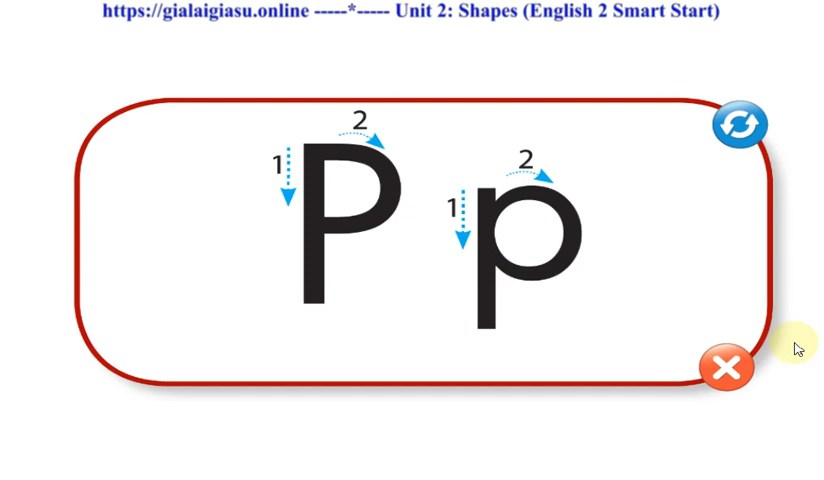 https://gialaigiasu.online -----*----- Unit 2: Shapes (English 2 Smart Start)
1 2 1 2
P p